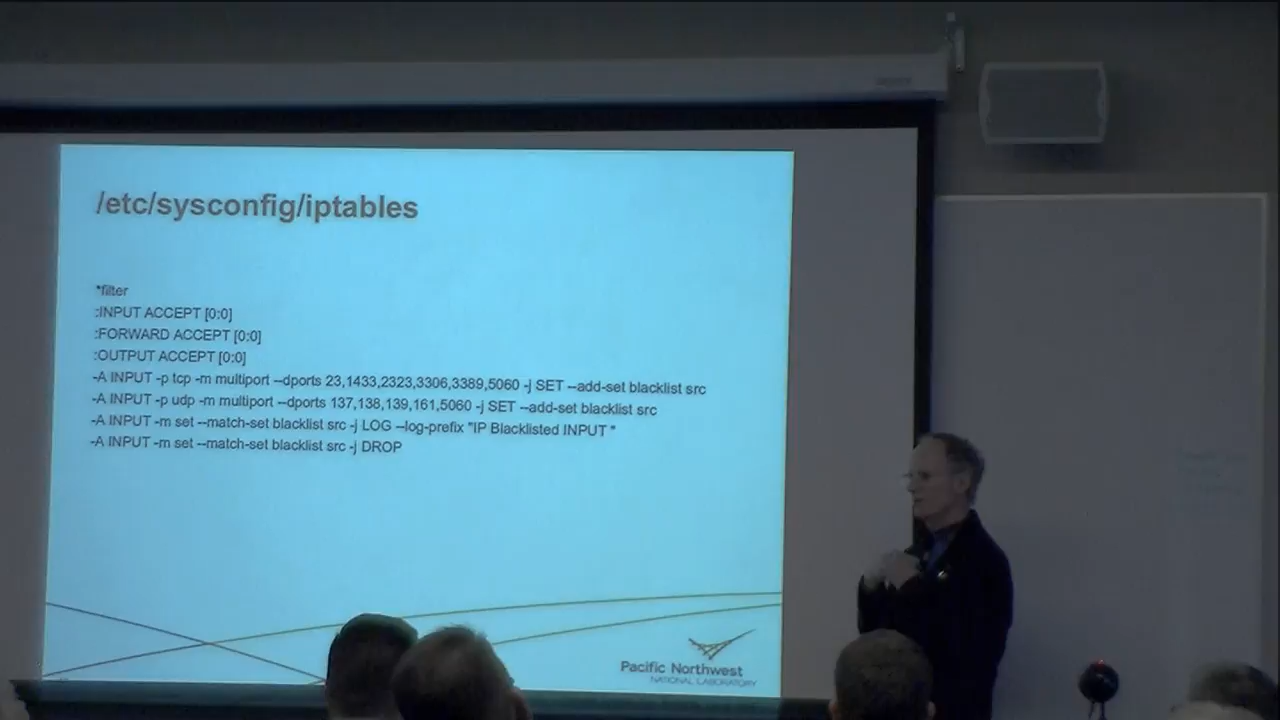 /etc/sysconfig/iptables
*filter
:INPUT ACCEPT [0:0]
:FORWARD ACCEPT [0:0]
:OUTPUT ACCEPT [0:0]
-A INPUT -p tcp -m multiport --dports 23,1433,2323,3306,3389,5060 -j SET --add-set blacklist src
-A INPUT -p udp -m multiport --dports 137,138,139,161,5060 -j SET --add-set blacklist src
-A INPUT -m set --match-set blacklist src -j LOG --log-prefix "IP Blacklisted INPUT "
-A INPUT -m set --match-set blacklist src -j DROP
Pacific Northwest
NATIONAL LABORATORY